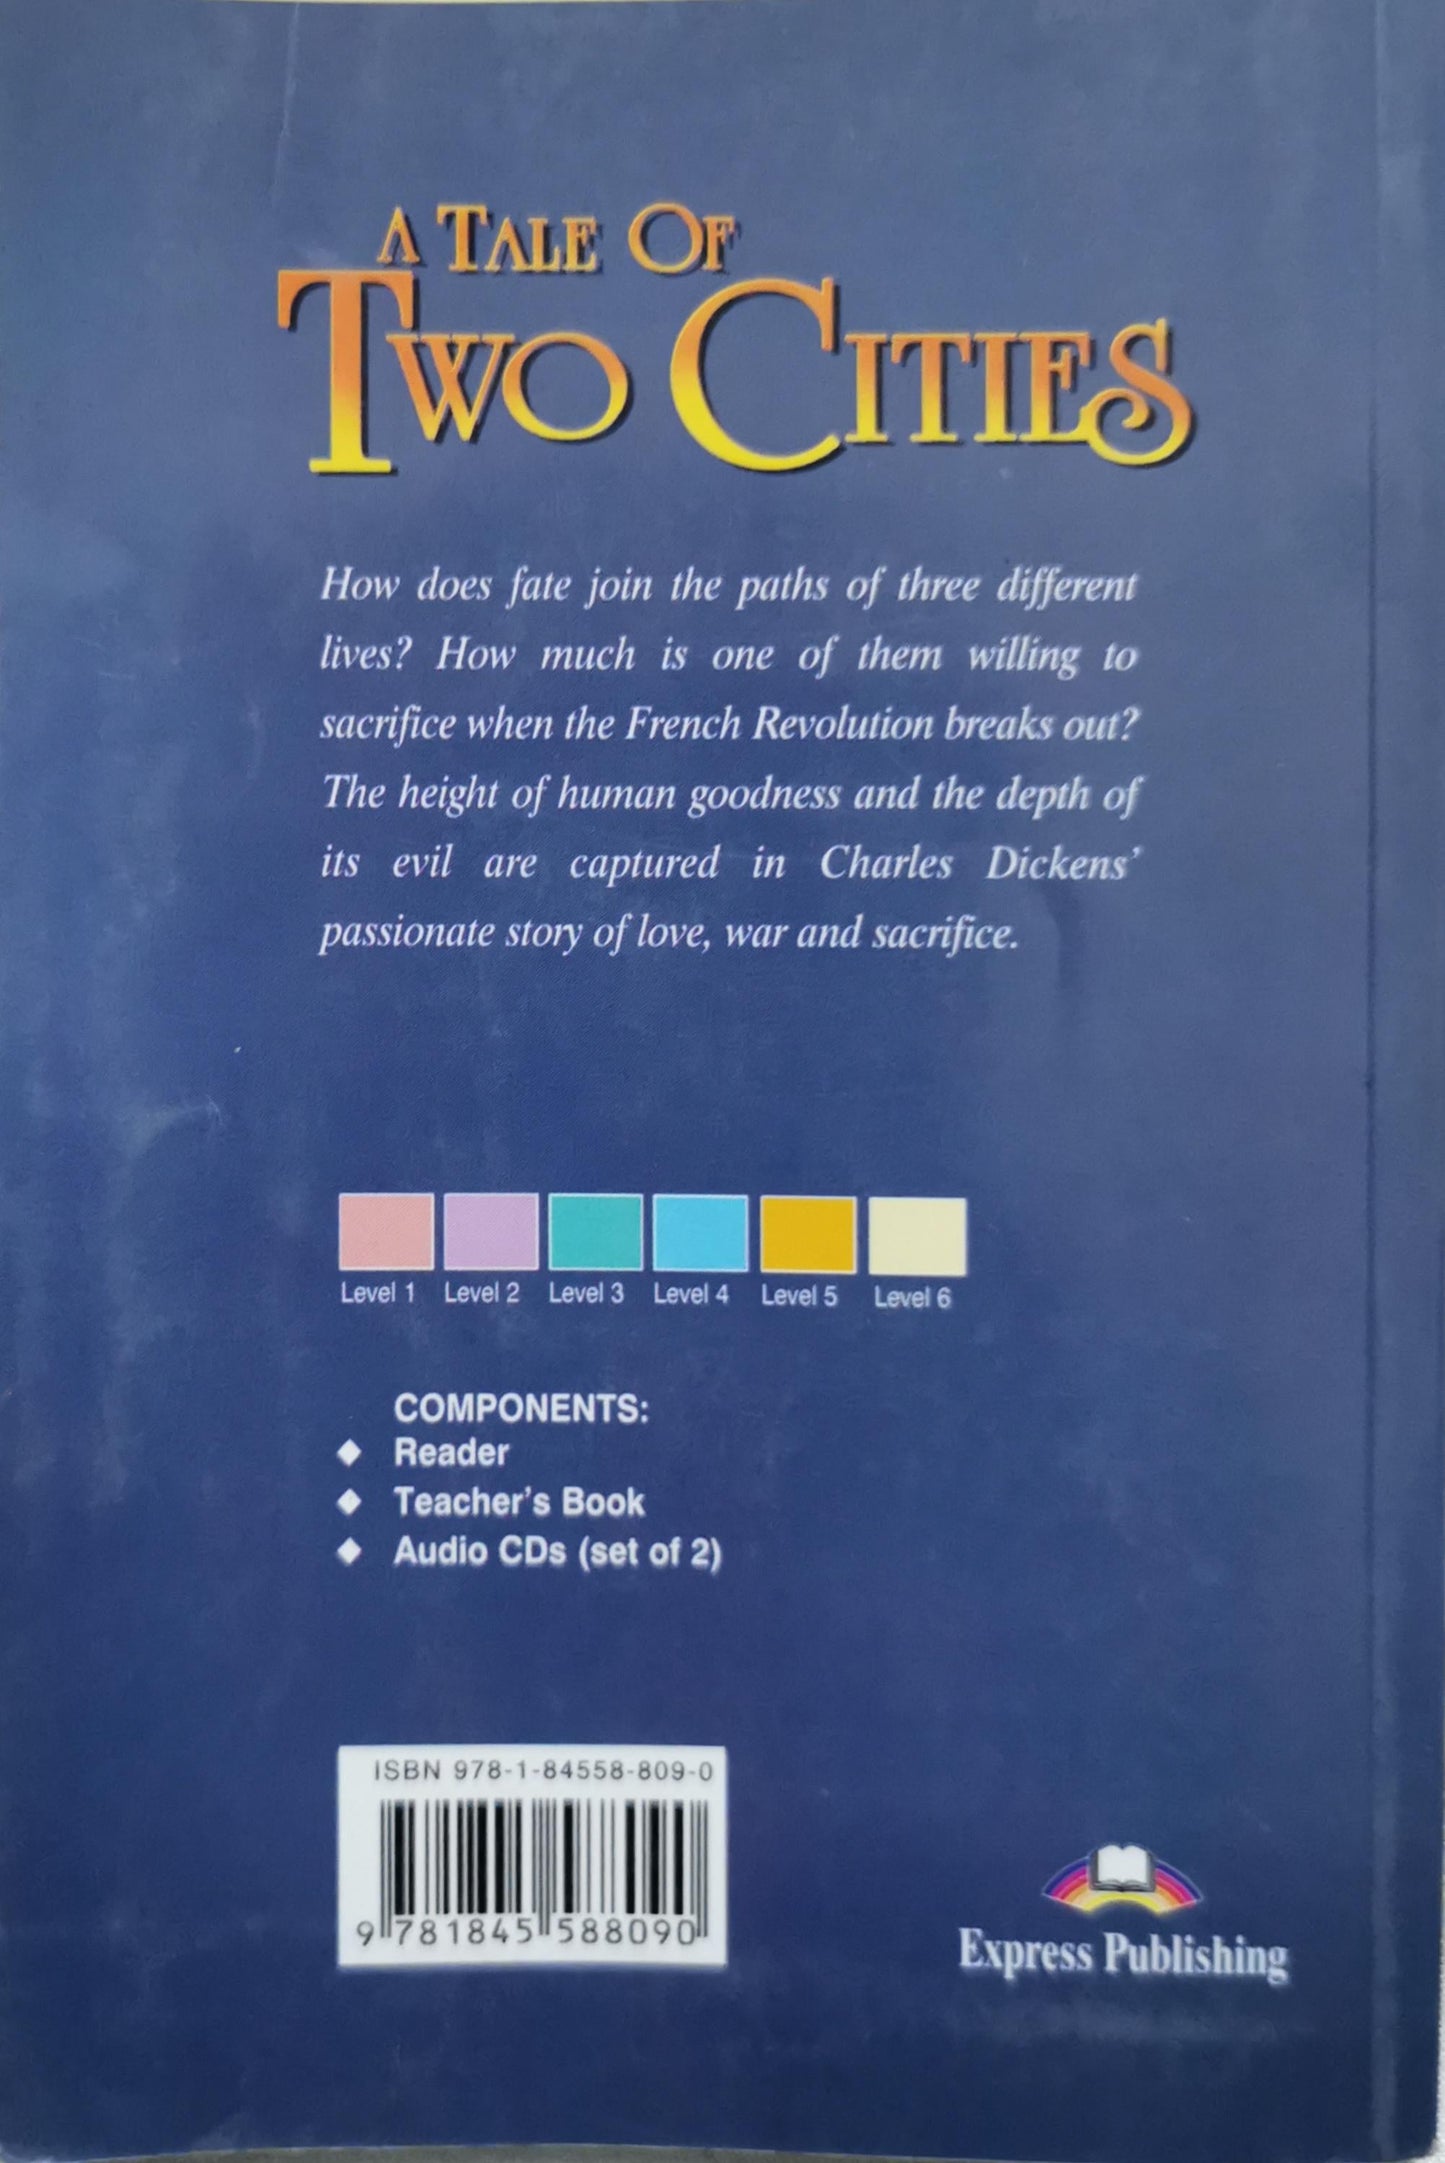 A TALE OF
TWO CITIES
How does fate join the paths of three different
lives? How much is one of them willing to
sacrifice when the French Revolution breaks out?
The height of human goodness and the depth of
its evil are captured in Charles Dickens'
passionate story of love, war and sacrifice.
Level 1 Level 2 Level 3 Level 4 Level 5 Level 6
COMPONENTS:
◆ Reader
◆ Teacher's Book
◆ Audio CDs (set of 2)
ISBN 978-1-84558-809-0
9 781845 588090
Express Publishing